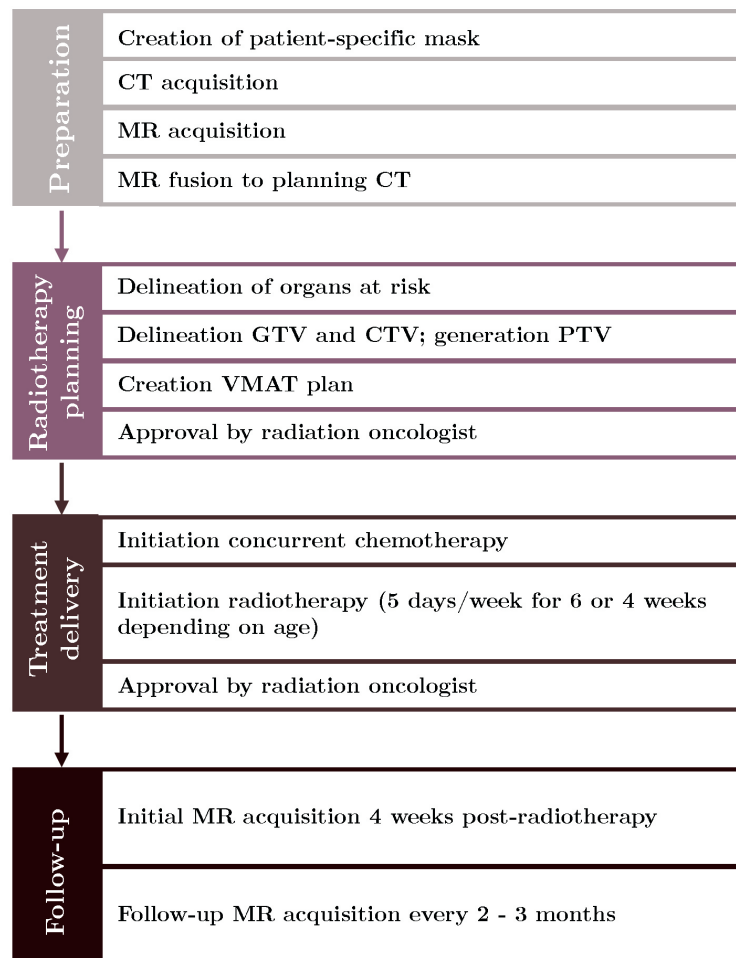 Preparation
Creation of patient-specific mask
CT acquisition
MR acquisition
MR fusion to planning CT
Radiotherapy
planning
Delineation of organs at risk
Delineation GTV and CTV; generation PTV
Creation VMAT plan
Approval by radiation oncologist
Treatment
delivery
Initiation concurrent chemotherapy
Initiation radiotherapy (5 days/week for 6 or 4 weeks
depending on age)
Approval by radiation oncologist
Follow-up
Initial MR acquisition 4 weeks post-radiotherapy
Follow-up MR acquisition every 2 - 3 months